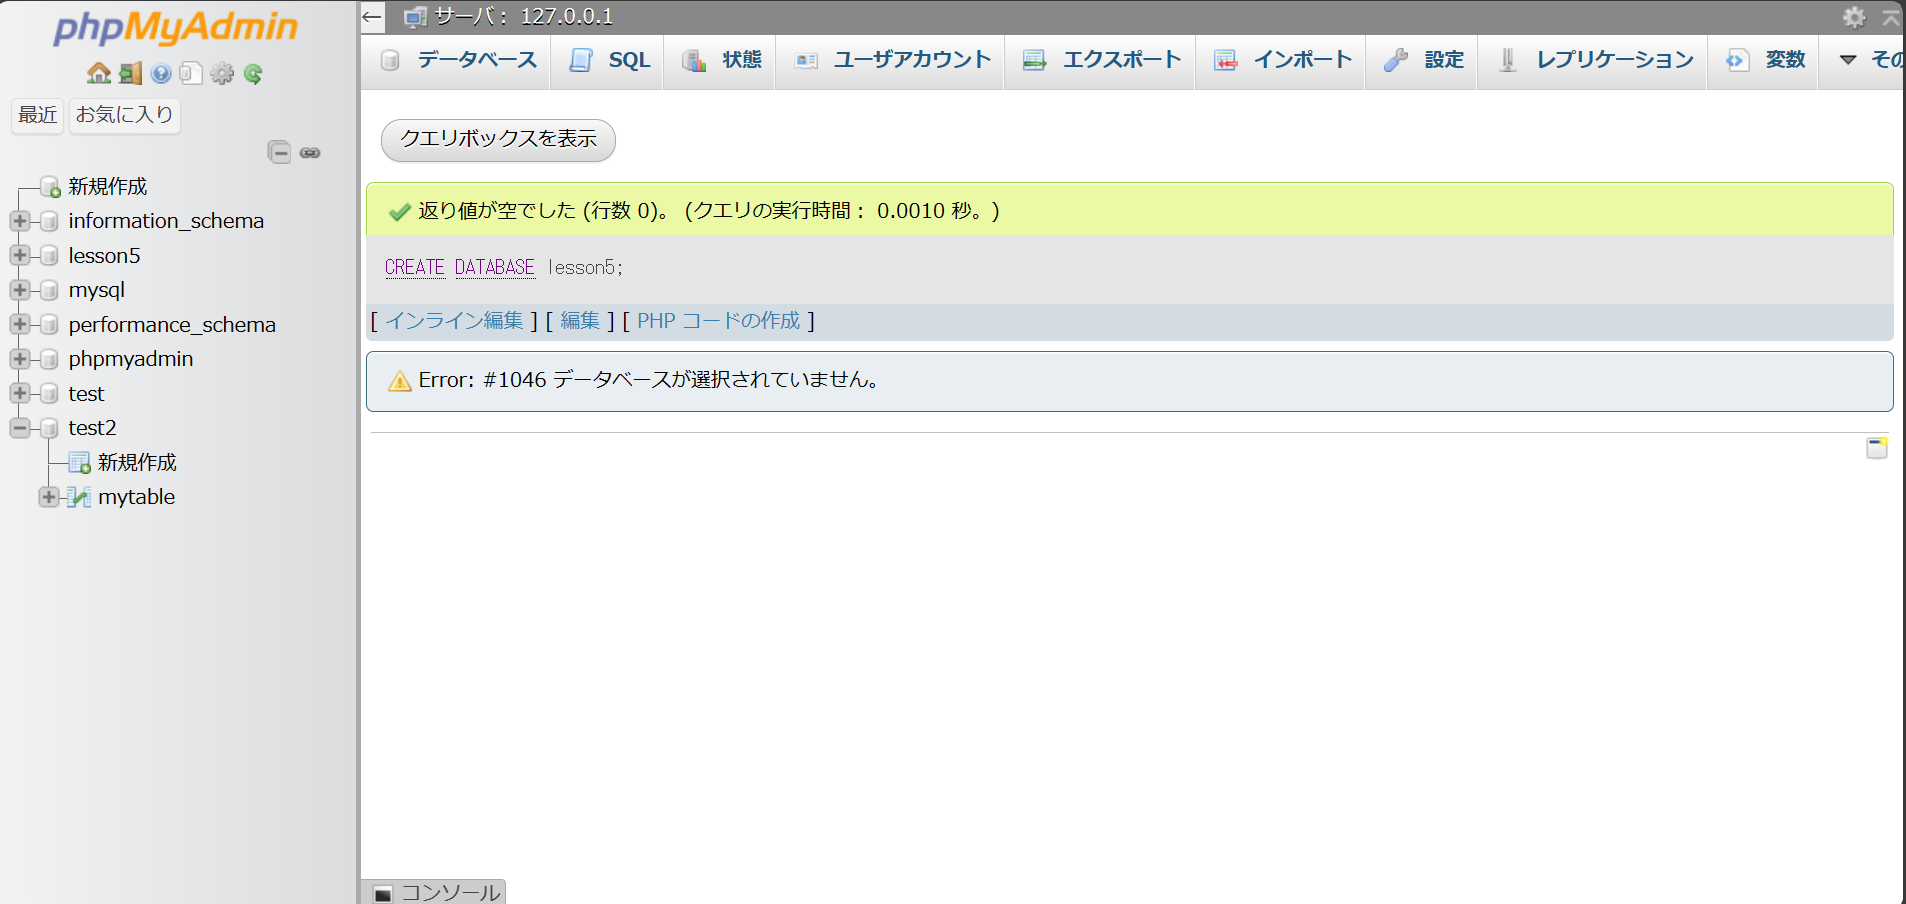 phpMyAdmin
最近 お気に入り
新規作成
information_schema
lesson5
mysql
performance_schema
phpmyadmin
test
test2
新規作成
mytable
サーバ： 127.0.0.1
データベース SQL 状態 ユーザアカウント エクスポート インポート 設定 レプリケーション 変数 その
クエリボックスを表示
返り値が空でした (行数 0)。 (クエリの実行時間： 0.0010 秒。)
CREATE DATABASE lesson5;
[ インライン編集 ] [ 編集 ] [ PHP コードの作成 ]
Error: #1046 データベースが選択されていません。
コンソール